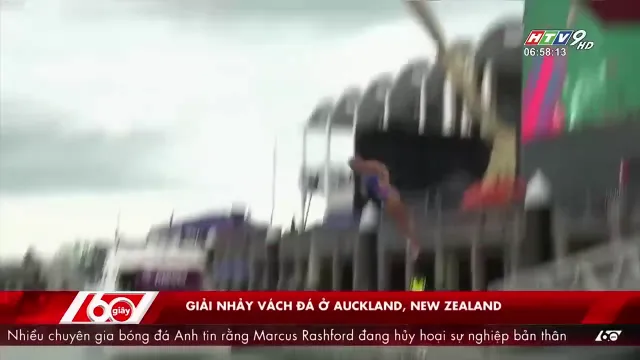 HTV9 HD
06:58:13
60 giây
GIẢI NHẢY VÁCH ĐÁ Ở AUCKLAND, NEW ZEALAND
Nhiều chuyên gia bóng đá Anh tin rằng Marcus Rashford đang hủy hoại sự nghiệp bản thân
60